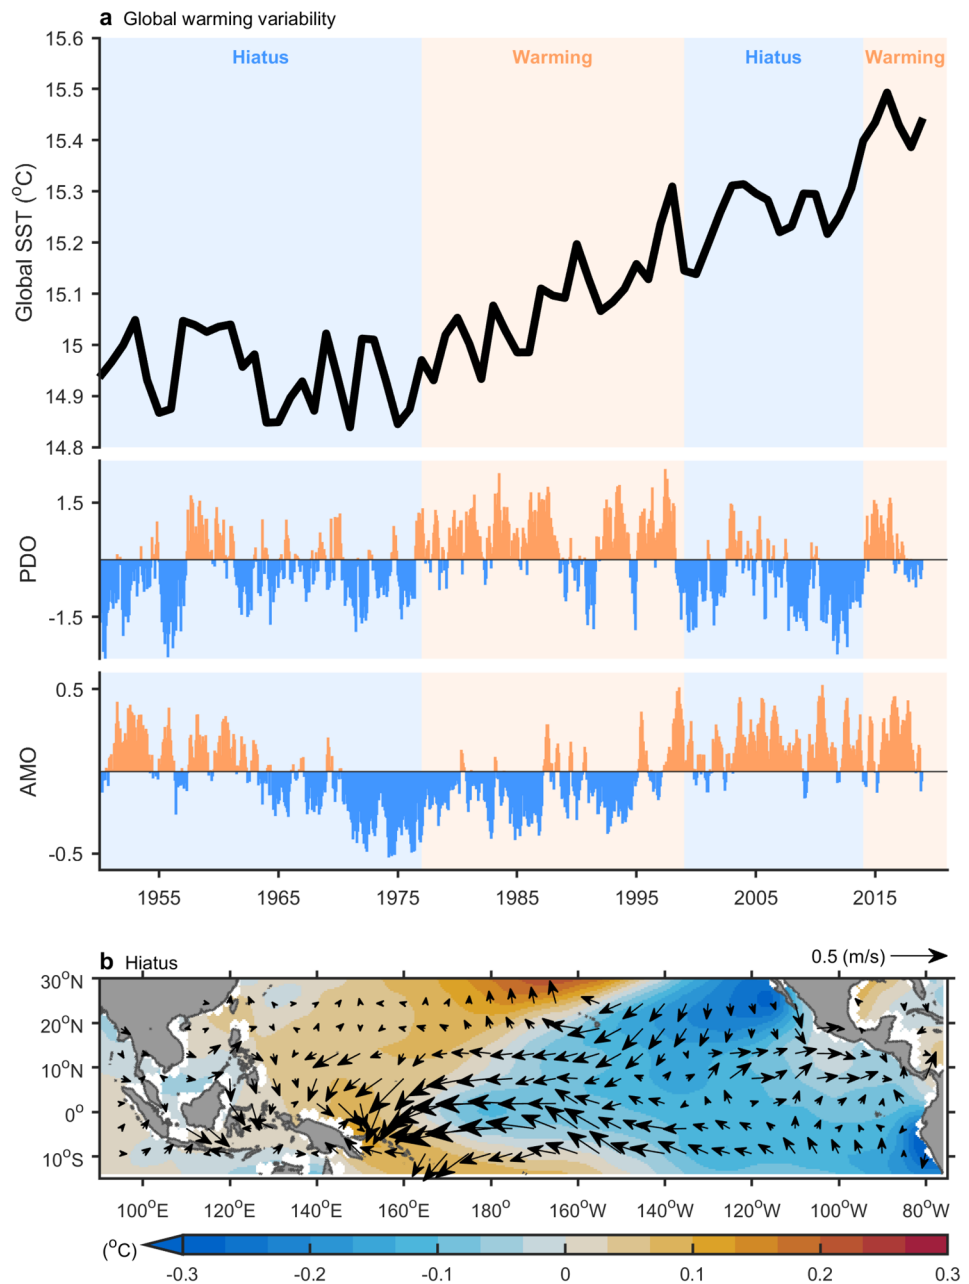 a Global warming variability
15.6
15.5
15.4
15.3
15.2
15.1
15
14.9
14.8
Global SST (°C)
Hiatus Warming Hiatus Warming
1.5
-1.5
PDO
0.5
-0.5
AMO
1955 1965 1975 1985 1995 2005 2015
b Hiatus
0.5 (m/s)
30°N
20°N
10°N
0°
10°S
100°E 120°E 140°E 160°E 180° 160°W 140°W 120°W 100°W 80°W
(°C)
-0.3 -0.2 -0.1 0 0.1 0.2 0.3